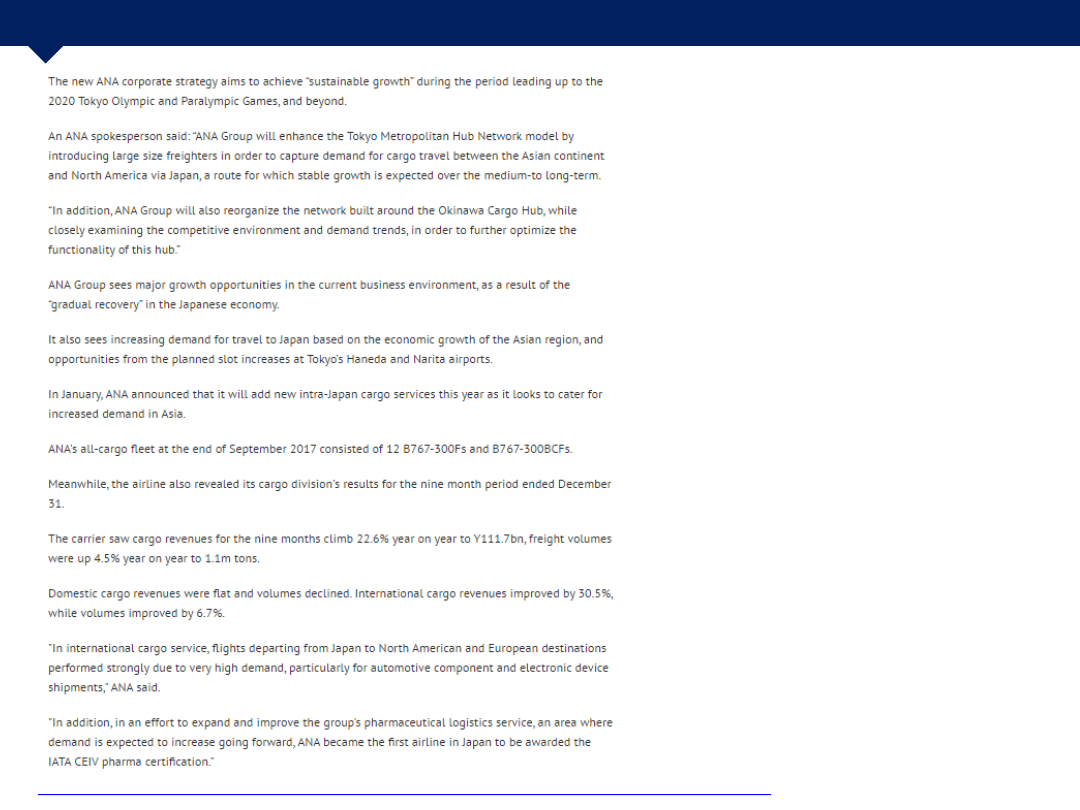 The new ANA corporate strategy aims to achieve “sustainable growth” during the period leading up to the
2020 Tokyo Olympic and Paralympic Games, and beyond.
An ANA spokesperson said: “ANA Group will enhance the Tokyo Metropolitan Hub Network model by
introducing large size freighters in order to capture demand for cargo travel between the Asian continent
and North America via Japan, a route for which stable growth is expected over the medium-to long-term.
“In addition, ANA Group will also reorganize the network built around the Okinawa Cargo Hub, while
closely examining the competitive environment and demand trends, in order to further optimize the
functionality of this hub.”
ANA Group sees major growth opportunities in the current business environment, as a result of the
“gradual recovery” in the Japanese economy.
It also sees increasing demand for travel to Japan based on the economic growth of the Asian region, and
opportunities from the planned slot increases at Tokyo’s Haneda and Narita airports.
In January, ANA announced that it will add new intra-Japan cargo services this year as it looks to cater for
increased demand in Asia.
ANA’s all-cargo fleet at the end of September 2017 consisted of 12 B767-300Fs and B767-300BCFs.
Meanwhile, the airline also revealed its cargo division’s results for the nine month period ended December
31.
The carrier saw cargo revenues for the nine months climb 22.6% year on year to Y111.7bn, freight volumes
were up 4.5% year on year to 1.1m tons.
Domestic cargo revenues were flat and volumes declined. International cargo revenues improved by 30.5%,
while volumes improved by 6.7%.
"In international cargo service, flights departing from Japan to North American and European destinations
performed strongly due to very high demand, particularly for automotive component and electronic device
shipments," ANA said.
"In addition, in an effort to expand and improve the group's pharmaceutical logistics service, an area where
demand is expected to increase going forward, ANA became the first airline in Japan to be awarded the
IATA CEIV pharma certification."